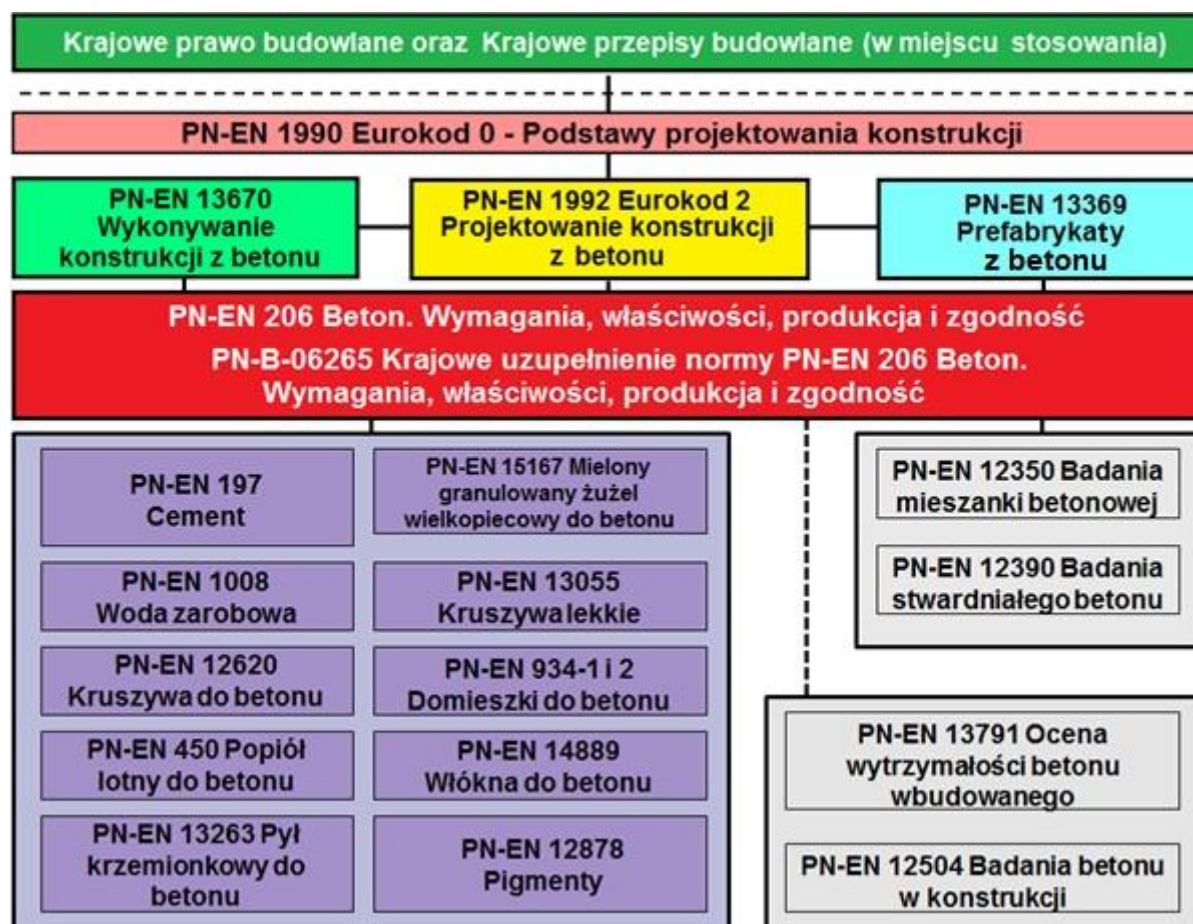 Krajowe prawo budowlane oraz Krajowe przepisy budowlane (w miejscu stosowania)
PN-EN 1990 Eurokod 0 - Podstawy projektowania konstrukcji
PN-EN 13670
Wykonywanie
konstrukcji z betonu
PN-EN 1992 Eurokod 2
Projektowanie konstrukcji
z betonu
PN-EN 13369
Prefabrykaty
z betonu
PN-EN 206 Beton. Wymagania, właściwości, produkcja i zgodność
PN-B-06265 Krajowe uzupełnienie normy PN-EN 206 Beton.
Wymagania, właściwości, produkcja i zgodność
PN-EN 197
Cement
PN-EN 15167 Mielony
granulowany żużel
wielkopiecowy do betonu
PN-EN 1008
Woda zarobowa
PN-EN 13055
Kruszywa lekkie
PN-EN 12620
Kruszywa do betonu
PN-EN 934-1 i 2
Domieszki do betonu
PN-EN 450 Popiół
lotny do betonu
PN-EN 14889
Włókna do betonu
PN-EN 13263 Pył
krzemionkowy do
betonu
PN-EN 12878
Pigmenty
PN-EN 12350 Badania
mieszanki betonowej
PN-EN 12390 Badania
stwardniałego betonu
PN-EN 13791 Ocena
wytrzymałości betonu
wbudowanego
PN-EN 12504 Badania betonu
w konstrukcji